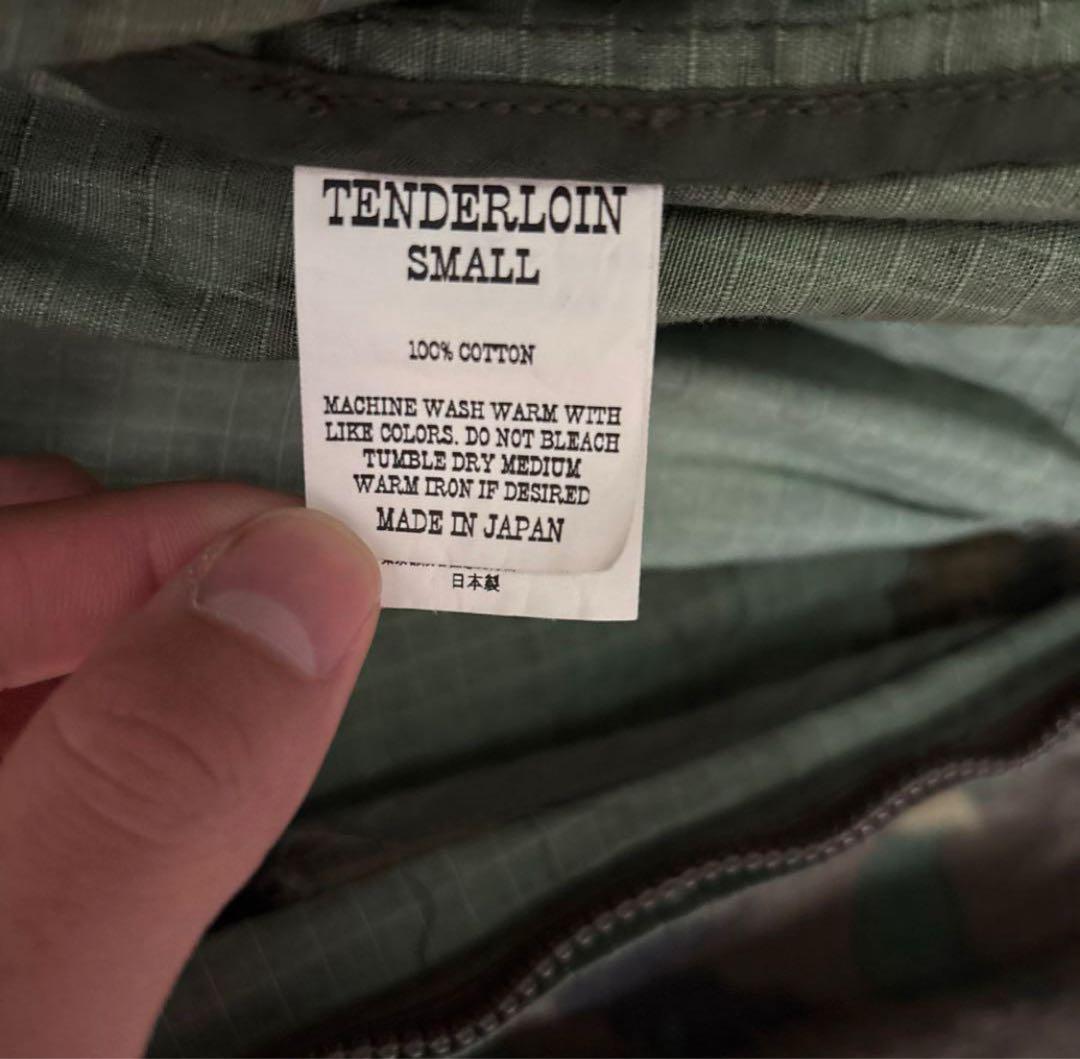 TENDERLOIN
SMALL
100% COTTON
MACHINE WASH WARM WITH
LIKE COLORS. DO NOT BLEACH
TUMBLE DRY MEDIUM
WARM IRON IF DESIRED
MADE IN JAPAN
日本製